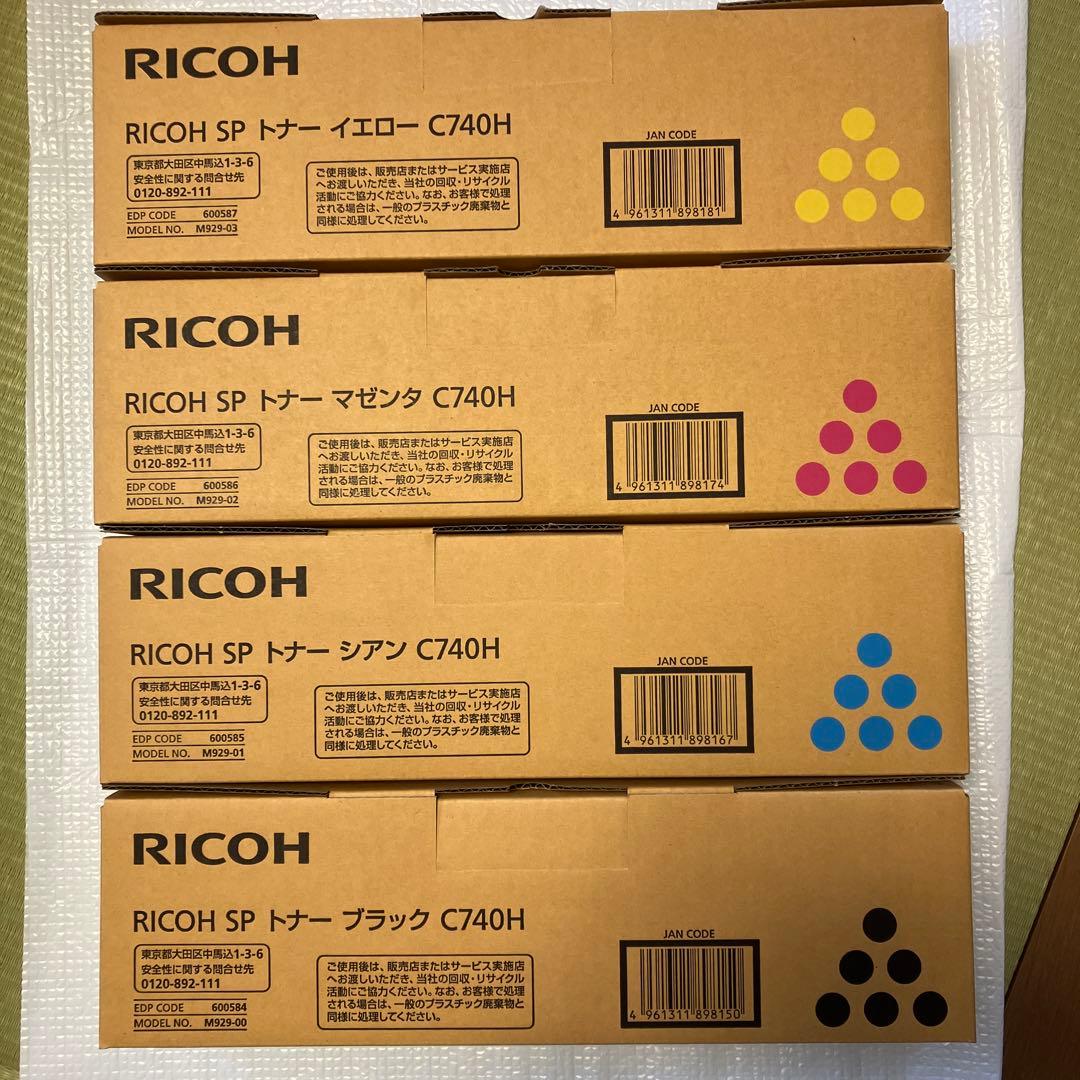 RICOH
RICOH SP トナー イエロー C740H
東京都大田区中馬込1-3-6
安全性に関する問合せ先
0120-892-111
EDP CODE 600587
MODEL NO. M929-03
ご使用後は、販売店またはサービス実施店
へお渡しいただき、当社の回収・リサイクル
活動にご協力ください。なお、お客様で処理
される場合は、一般のプラスチック廃棄物と
同様に処理してください。
JAN CODE
4 961311 898181
RICOH
RICOH SP トナー マゼンタ C740H
東京都大田区中馬込1-3-6
安全性に関する問合せ先
0120-892-111
EDP CODE 600586
MODEL NO. M929-02
ご使用後は、販売店またはサービス実施店
へお渡しいただき、当社の回収・リサイクル
活動にご協力ください。なお、お客様で処理
される場合は、一般のプラスチック廃棄物と
同様に処理してください。
JAN CODE
4 961311 898174
RICOH
RICOH SP トナー シアン C740H
東京都大田区中馬込1-3-6
安全性に関する問合せ先
0120-892-111
EDP CODE 600585
MODEL NO. M929-01
ご使用後は、販売店またはサービス実施店
へお渡しいただき、当社の回収・リサイクル
活動にご協力ください。なお、お客様で処理
される場合は、一般のプラスチック廃棄物と
同様に処理してください。
JAN CODE
4 961311 898167
RICOH
RICOH SP トナー ブラック C740H
東京都大田区中馬込1-3-6
安全性に関する問合せ先
0120-892-111
EDP CODE 600584
MODEL NO. M929-00
ご使用後は、販売店またはサービス実施店
へお渡しいただき、当社の回収・リサイクル
活動にご協力ください。なお、お客様で処理
される場合は、一般のプラスチック廃棄物と
同様に処理してください。
JAN CODE
4 961311 898150